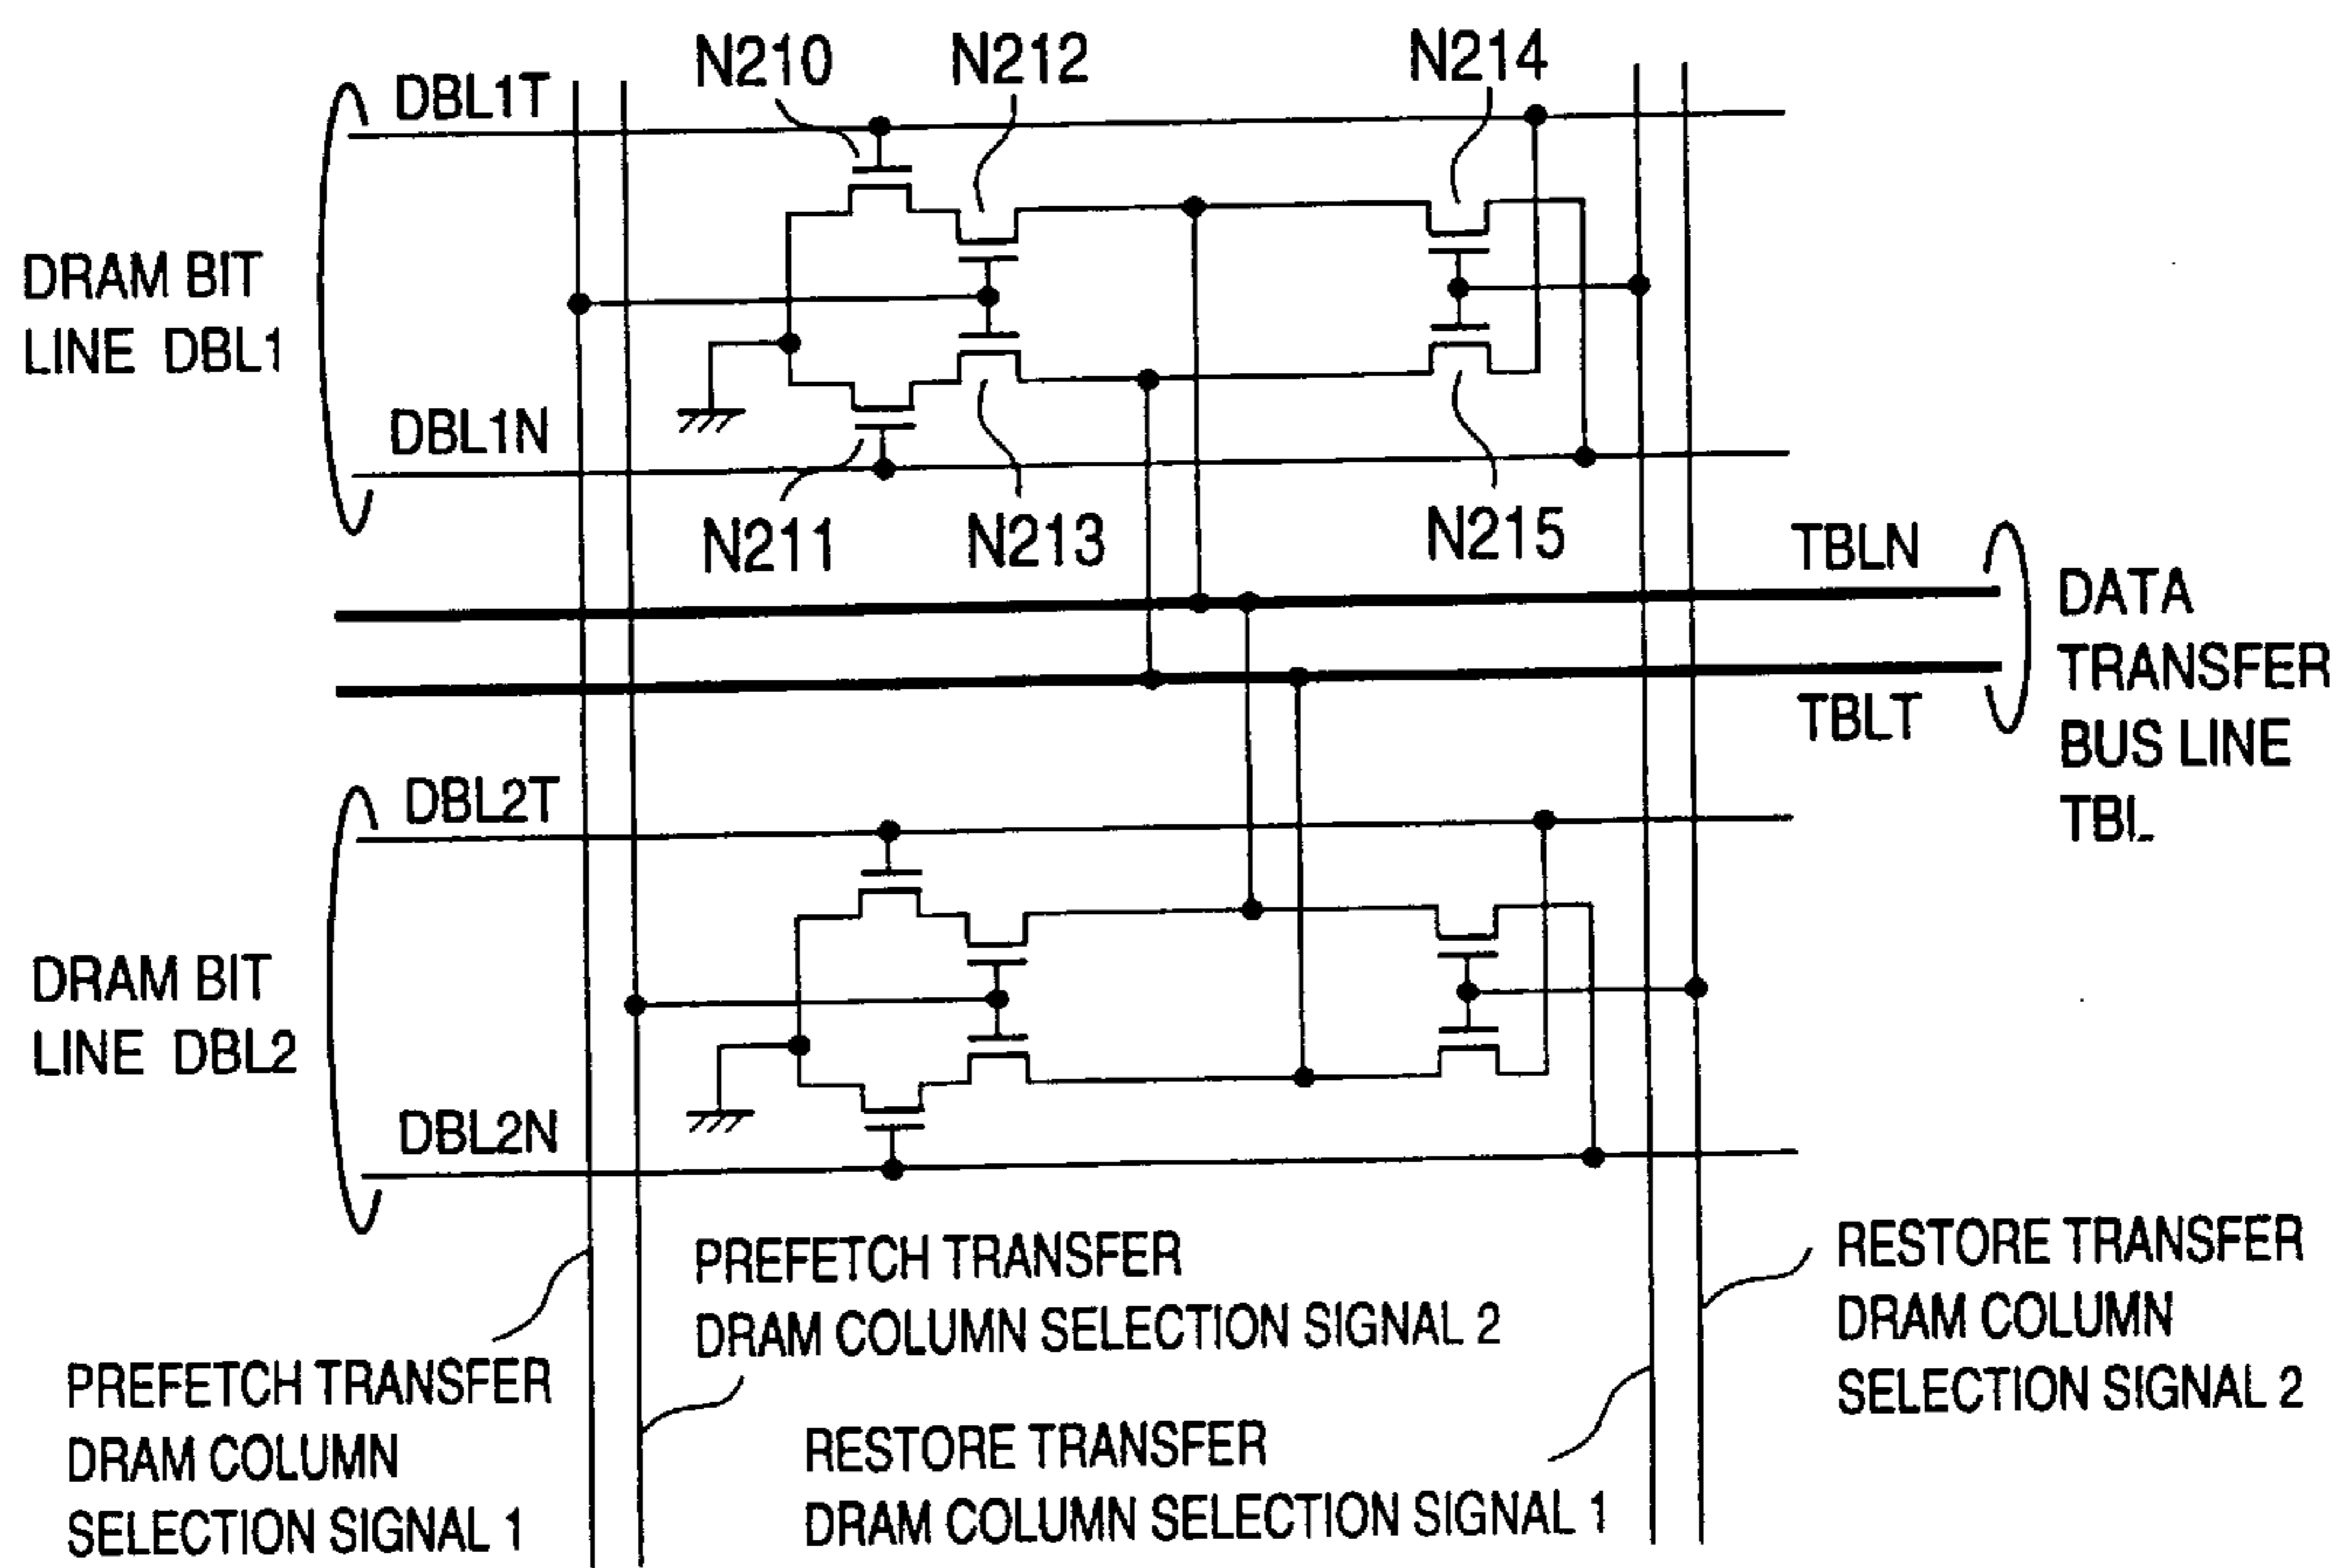 N210
N212
N214
DBL1T
DRAM BIT
LINE DBL1
DBL1N
N211
N213
N215
TBLN
DATA
TRANSFER
BUS LINE
TBL
TBLT
DBL2T
DRAM BIT
LINE DBL2
DBL2N
PREFETCH TRANSFER
DRAM COLUMN
SELECTION SIGNAL 1
PREFETCH TRANSFER
DRAM COLUMN SELECTION SIGNAL 2
RESTORE TRANSFER
DRAM COLUMN SELECTION SIGNAL 1
RESTORE TRANSFER
DRAM COLUMN
SELECTION SIGNAL 2